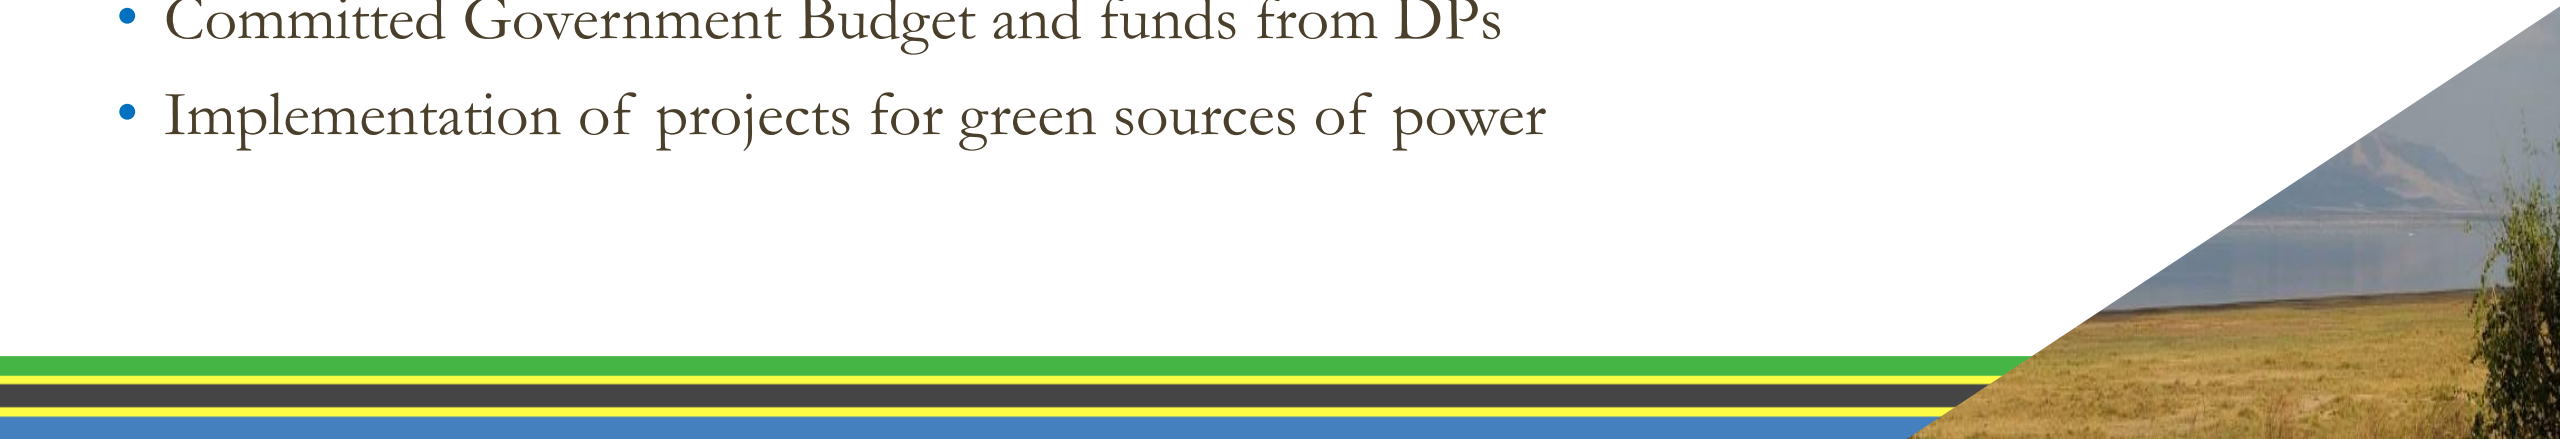 • Committed Government Budget and funds from DPs
• Implementation of projects for green sources of power